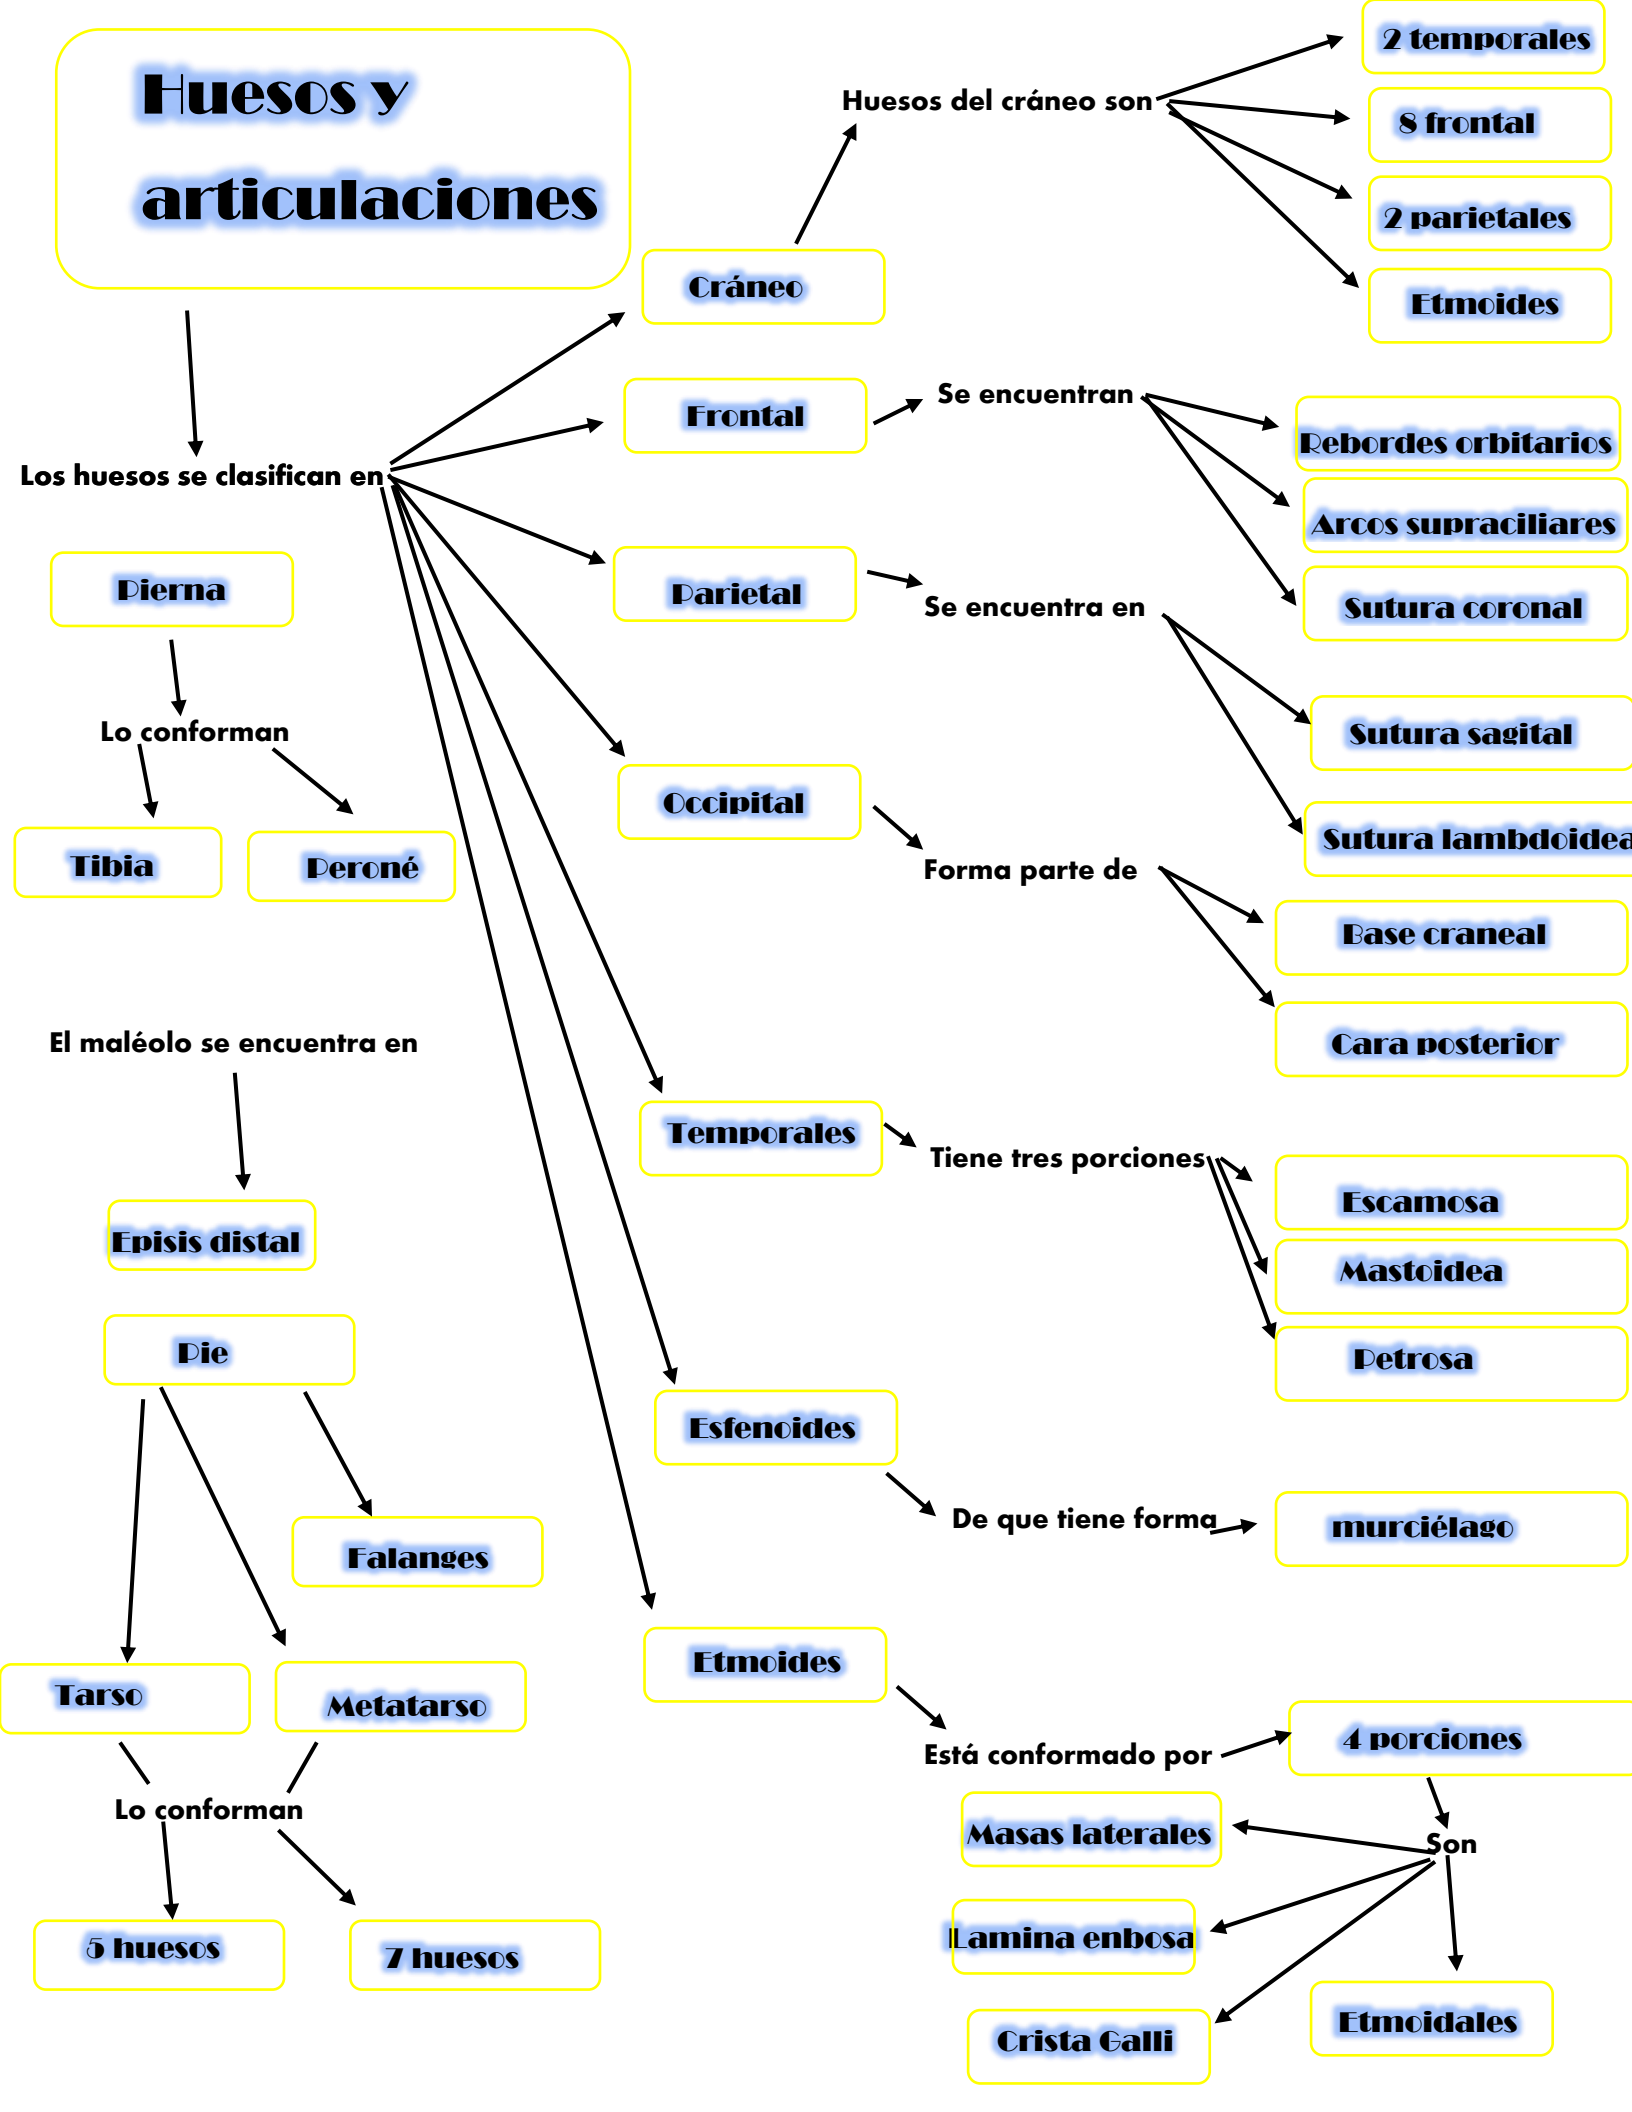 Huesos y
articulaciones
Los huesos se clasifican en
Cráneo
Huesos del cráneo son
2 temporales
8 frontal
2 parietales
Etmoides
Frontal
Se encuentran
Rebordes orbitarios
Arcos supraciliares
Sutura coronal
Parietal
Se encuentra en
Sutura sagital
Sutura lambdoidea
Occipital
Forma parte de
Base craneal
Cara posterior
Temporales
Tiene tres porciones
Escamosa
Mastoidea
Petrosa
Esfenoides
De que tiene forma
murciélago
Etmoides
Está conformado por
4 porciones
Son
Masas laterales
Lamina enbosa
Crista Galli
Etmoidales
Pierna
Lo conforman
Tibia
Peroné
El maléolo se encuentra en
Episis distal
Pie
Falanges
Tarso
Metatarso
Lo conforman
5 huesos
7 huesos